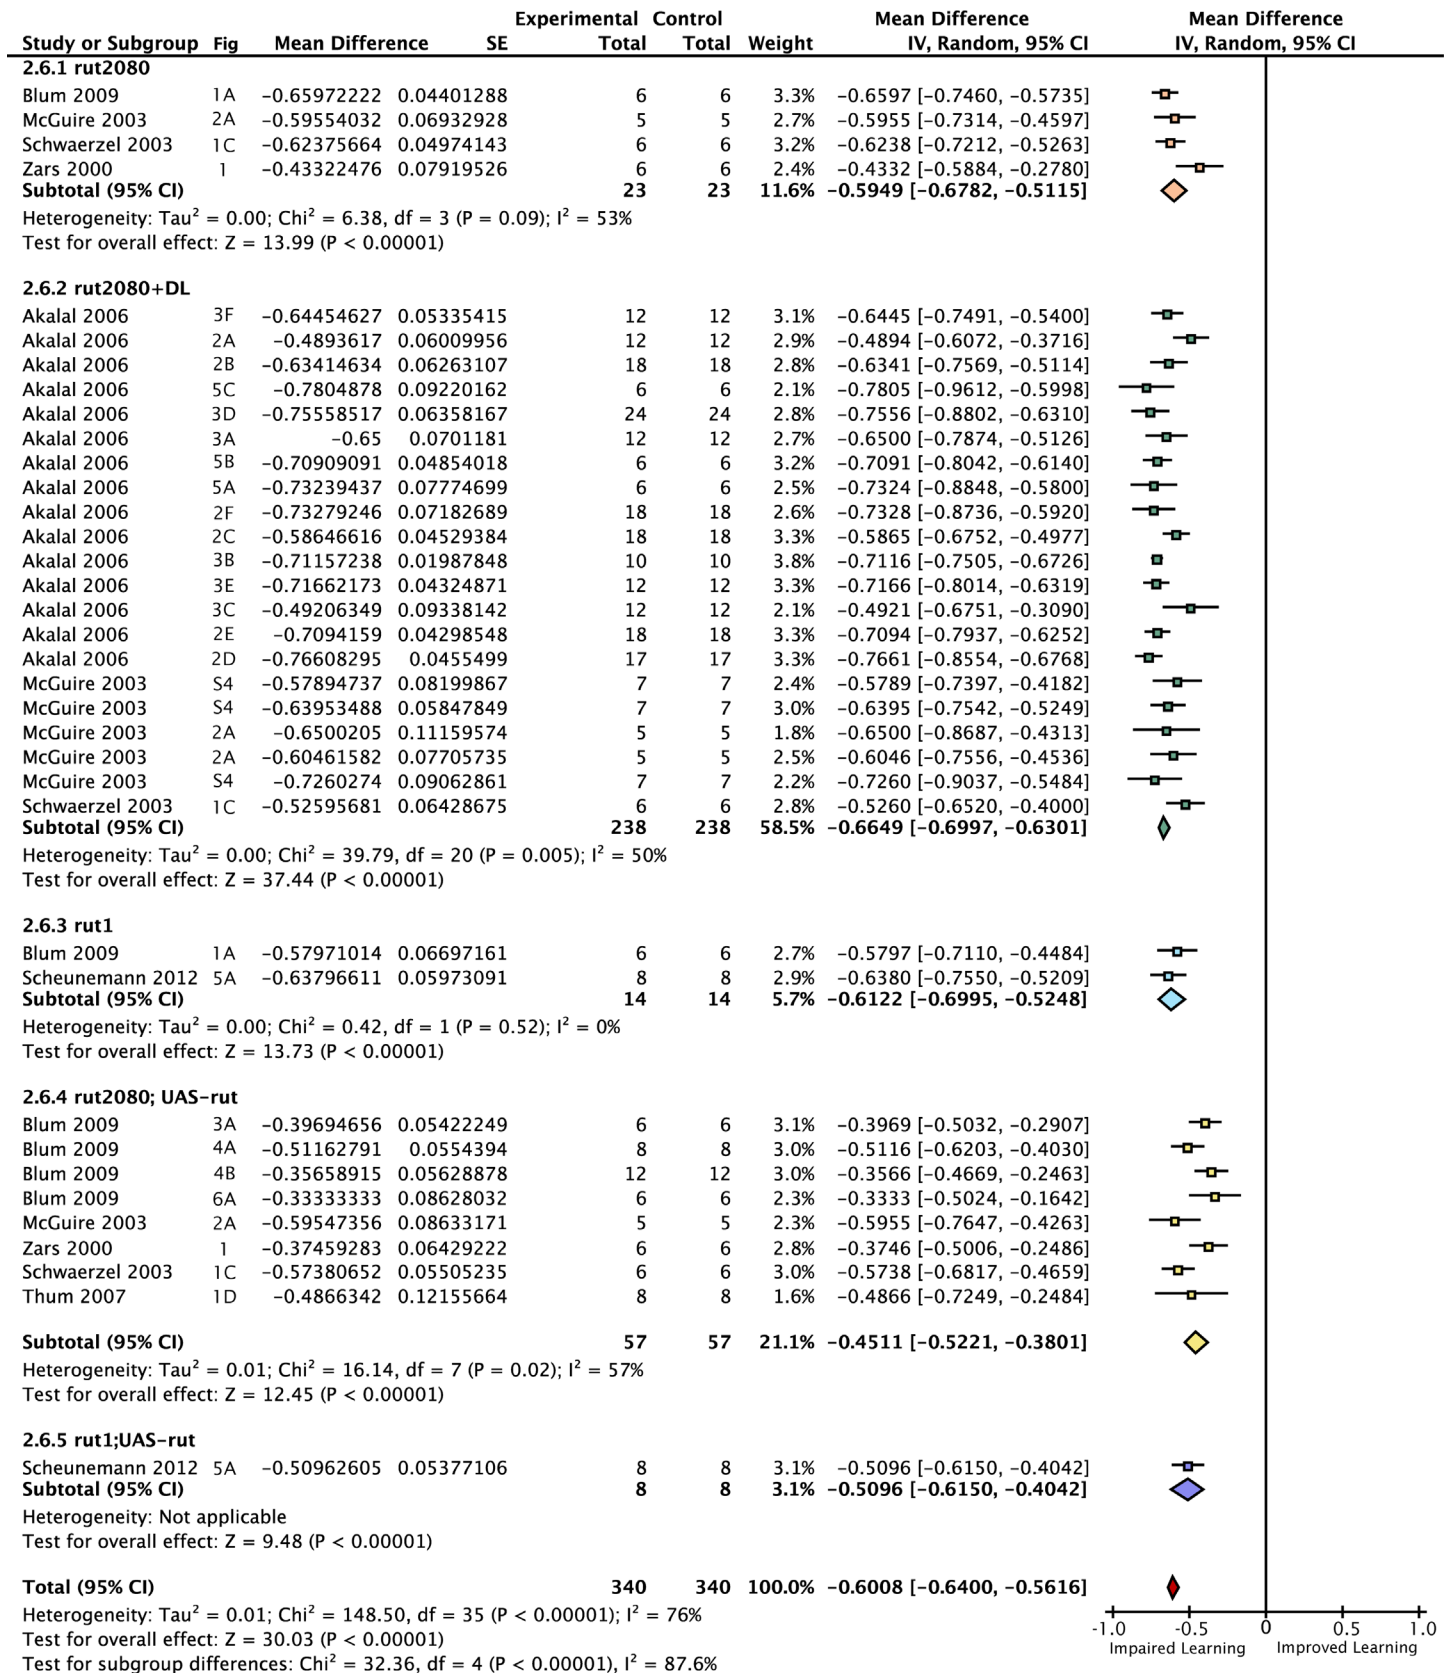 Experimental Control Mean Difference Mean Difference
Study or Subgroup Fig Mean Difference SE Total Total Weight IV, Random, 95% CI IV, Random, 95% CI
2.6.1 rut2080
Blum 2009 1A −0.65972222 0.04401288 6 6 3.3% −0.6597 [−0.7460, −0.5735]
McGuire 2003 2A −0.59554032 0.06932928 5 5 2.7% −0.5955 [−0.7314, −0.4597]
Schwaerzel 2003 1C −0.62375664 0.04974143 6 6 3.2% −0.6238 [−0.7212, −0.5263]
Zars 2000 1 −0.43322476 0.07919526 6 6 2.4% −0.4332 [−0.5884, −0.2780]
Subtotal (95% CI) 23 23 11.6% −0.5949 [−0.6782, −0.5115]
Heterogeneity: Tau² = 0.00; Chi² = 6.38, df = 3 (P = 0.09); I² = 53%
Test for overall effect: Z = 13.99 (P < 0.00001)
2.6.2 rut2080+DL
Akalal 2006 3F −0.64454627 0.05335415 12 12 3.1% −0.6445 [−0.7491, −0.5400]
Akalal 2006 2A −0.4893617 0.06009956 12 12 2.9% −0.4894 [−0.6072, −0.3716]
Akalal 2006 2B −0.63414634 0.06263107 18 18 2.8% −0.6341 [−0.7569, −0.5114]
Akalal 2006 5C −0.7804878 0.09220162 6 6 2.1% −0.7805 [−0.9612, −0.5998]
Akalal 2006 3D −0.75558517 0.06358167 24 24 2.8% −0.7556 [−0.8802, −0.6310]
Akalal 2006 3A −0.65 0.0701181 12 12 2.7% −0.6500 [−0.7874, −0.5126]
Akalal 2006 5B −0.70909091 0.04854018 6 6 3.2% −0.7091 [−0.8042, −0.6140]
Akalal 2006 5A −0.73239437 0.07774699 6 6 2.5% −0.7324 [−0.8848, −0.5800]
Akalal 2006 2F −0.73279246 0.07182689 18 18 2.6% −0.7328 [−0.8736, −0.5920]
Akalal 2006 2C −0.58646616 0.04529384 18 18 3.3% −0.5865 [−0.6752, −0.4977]
Akalal 2006 3B −0.71157238 0.01987848 10 10 3.8% −0.7116 [−0.7505, −0.6726]
Akalal 2006 3E −0.71662173 0.04324871 12 12 3.3% −0.7166 [−0.8014, −0.6319]
Akalal 2006 3C −0.49206349 0.09338142 12 12 2.1% −0.4921 [−0.6751, −0.3090]
Akalal 2006 2E −0.7094159 0.04298548 18 18 3.3% −0.7094 [−0.7937, −0.6252]
Akalal 2006 2D −0.76608295 0.0455499 17 17 3.3% −0.7661 [−0.8554, −0.6768]
McGuire 2003 S4 −0.57894737 0.08199867 7 7 2.4% −0.5789 [−0.7397, −0.4182]
McGuire 2003 S4 −0.63953488 0.05847849 7 7 3.0% −0.6395 [−0.7542, −0.5249]
McGuire 2003 2A −0.6500205 0.11159574 5 5 1.8% −0.6500 [−0.8687, −0.4313]
McGuire 2003 2A −0.60461582 0.07705735 5 5 2.5% −0.6046 [−0.7556, −0.4536]
McGuire 2003 S4 −0.7260274 0.09062861 7 7 2.2% −0.7260 [−0.9037, −0.5484]
Schwaerzel 2003 1C −0.52595681 0.06428675 6 6 2.8% −0.5260 [−0.6520, −0.4000]
Subtotal (95% CI) 238 238 58.5% −0.6649 [−0.6997, −0.6301]
Heterogeneity: Tau² = 0.00; Chi² = 39.79, df = 20 (P = 0.005); I² = 50%
Test for overall effect: Z = 37.44 (P < 0.00001)
2.6.3 rut1
Blum 2009 1A −0.57971014 0.06697161 6 6 2.7% −0.5797 [−0.7110, −0.4484]
Scheunemann 2012 5A −0.63796611 0.05973091 8 8 2.9% −0.6380 [−0.7550, −0.5209]
Subtotal (95% CI) 14 14 5.7% −0.6122 [−0.6995, −0.5248]
Heterogeneity: Tau² = 0.00; Chi² = 0.42, df = 1 (P = 0.52); I² = 0%
Test for overall effect: Z = 13.73 (P < 0.00001)
2.6.4 rut2080; UAS−rut
Blum 2009 3A −0.39694656 0.05422249 6 6 3.1% −0.3969 [−0.5032, −0.2907]
Blum 2009 4A −0.51162791 0.0554394 8 8 3.0% −0.5116 [−0.6203, −0.4030]
Blum 2009 4B −0.35658915 0.05628878 12 12 3.0% −0.3566 [−0.4669, −0.2463]
Blum 2009 6A −0.33333333 0.08628032 6 6 2.3% −0.3333 [−0.5024, −0.1642]
McGuire 2003 2A −0.59547356 0.08633171 5 5 2.3% −0.5955 [−0.7647, −0.4263]
Zars 2000 1 −0.37459283 0.06429222 6 6 2.8% −0.3746 [−0.5006, −0.2486]
Schwaerzel 2003 1C −0.57380652 0.05505235 6 6 3.0% −0.5738 [−0.6817, −0.4659]
Thum 2007 1D −0.4866342 0.12155664 8 8 1.6% −0.4866 [−0.7249, −0.2484]
Subtotal (95% CI) 57 57 21.1% −0.4511 [−0.5221, −0.3801]
Heterogeneity: Tau² = 0.01; Chi² = 16.14, df = 7 (P = 0.02); I² = 57%
Test for overall effect: Z = 12.45 (P < 0.00001)
2.6.5 rut1;UAS−rut
Scheunemann 2012 5A −0.50962605 0.05377106 8 8 3.1% −0.5096 [−0.6150, −0.4042]
Subtotal (95% CI) 8 8 3.1% −0.5096 [−0.6150, −0.4042]
Heterogeneity: Not applicable
Test for overall effect: Z = 9.48 (P < 0.00001)
Total (95% CI) 340 340 100.0% −0.6008 [−0.6400, −0.5616]
Heterogeneity: Tau² = 0.01; Chi² = 148.50, df = 35 (P < 0.00001); I² = 76%
Test for overall effect: Z = 30.03 (P < 0.00001)
Test for subgroup differences: Chi² = 32.36, df = 4 (P < 0.00001), I² = 87.6%
-1.0 -0.5 0 0.5 1.0
Impaired Learning Improved Learning